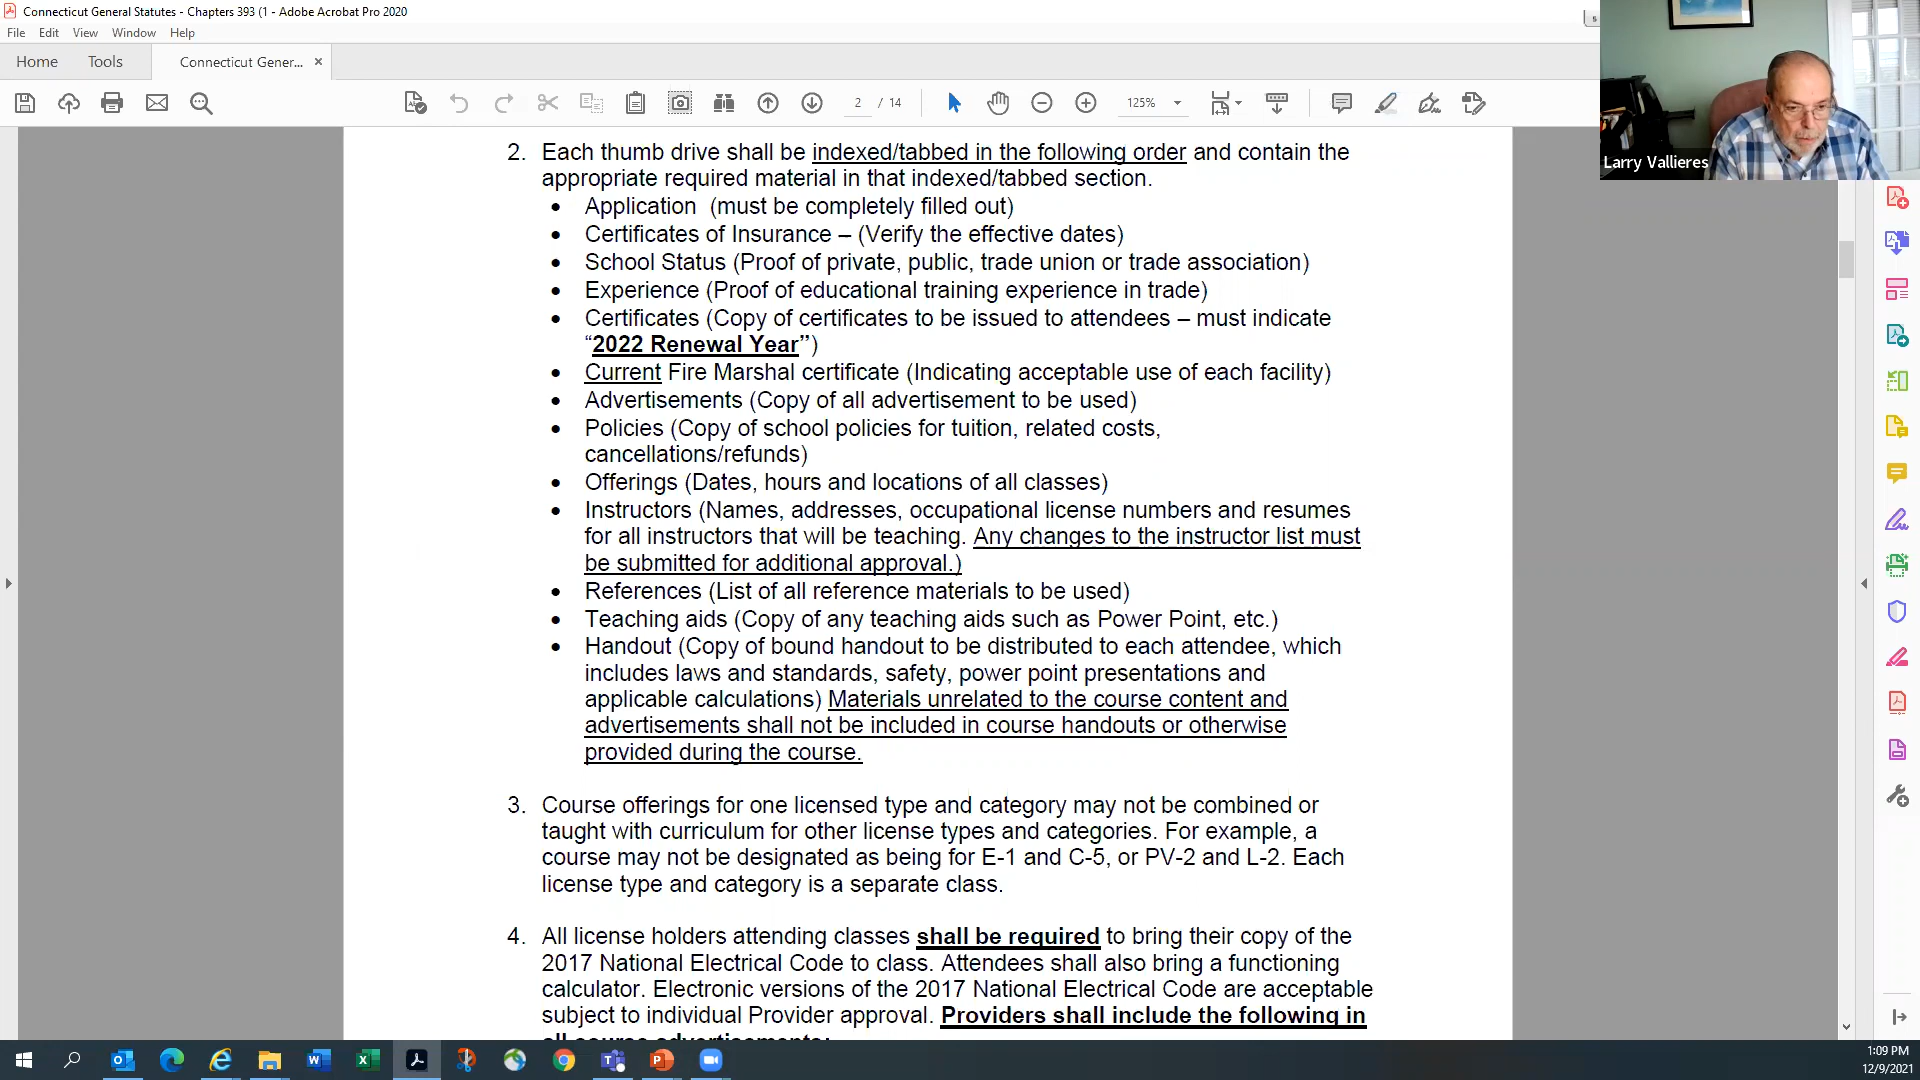 Connecticut General Statutes - Chapters 393 (1 - Adobe Acrobat Pro 2020
File Edit View Window Help
Home Tools Connecticut Gener... ×
2 / 14 125%
2. Each thumb drive shall be indexed/tabbed in the following order and contain the
appropriate required material in that indexed/tabbed section.
• Application (must be completely filled out)
• Certificates of Insurance – (Verify the effective dates)
• School Status (Proof of private, public, trade union or trade association)
• Experience (Proof of educational training experience in trade)
• Certificates (Copy of certificates to be issued to attendees – must indicate
“2022 Renewal Year”)
• Current Fire Marshal certificate (Indicating acceptable use of each facility)
• Advertisements (Copy of all advertisement to be used)
• Policies (Copy of school policies for tuition, related costs,
cancellations/refunds)
• Offerings (Dates, hours and locations of all classes)
• Instructors (Names, addresses, occupational license numbers and resumes
for all instructors that will be teaching. Any changes to the instructor list must
be submitted for additional approval.)
• References (List of all reference materials to be used)
• Teaching aids (Copy of any teaching aids such as Power Point, etc.)
• Handout (Copy of bound handout to be distributed to each attendee, which
includes laws and standards, safety, power point presentations and
applicable calculations) Materials unrelated to the course content and
advertisements shall not be included in course handouts or otherwise
provided during the course.
3. Course offerings for one licensed type and category may not be combined or
taught with curriculum for other license types and categories. For example, a
course may not be designated as being for E-1 and C-5, or PV-2 and L-2. Each
license type and category is a separate class.
4. All license holders attending classes shall be required to bring their copy of the
2017 National Electrical Code to class. Attendees shall also bring a functioning
calculator. Electronic versions of the 2017 National Electrical Code are acceptable
subject to individual Provider approval. Providers shall include the following in
all course advertisements:
Larry Vallieres
1:09 PM
12/9/2021